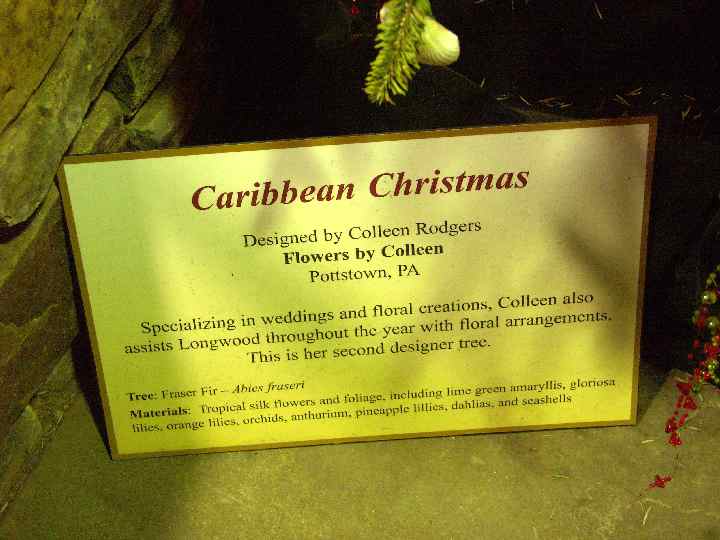 Caribbean Christmas
Designed by Colleen Rodgers
Flowers by Colleen
Pottstown, PA
Specializing in weddings and floral creations, Colleen also
assists Longwood throughout the year with floral arrangements.
This is her second designer tree.
Tree: Fraser Fir – Abies fraseri
Materials: Tropical silk flowers and foliage, including lime green amaryllis, gloriosa
lilies, orange lilies, orchids, anthurium, pineapple lillies, dahlias, and seashells